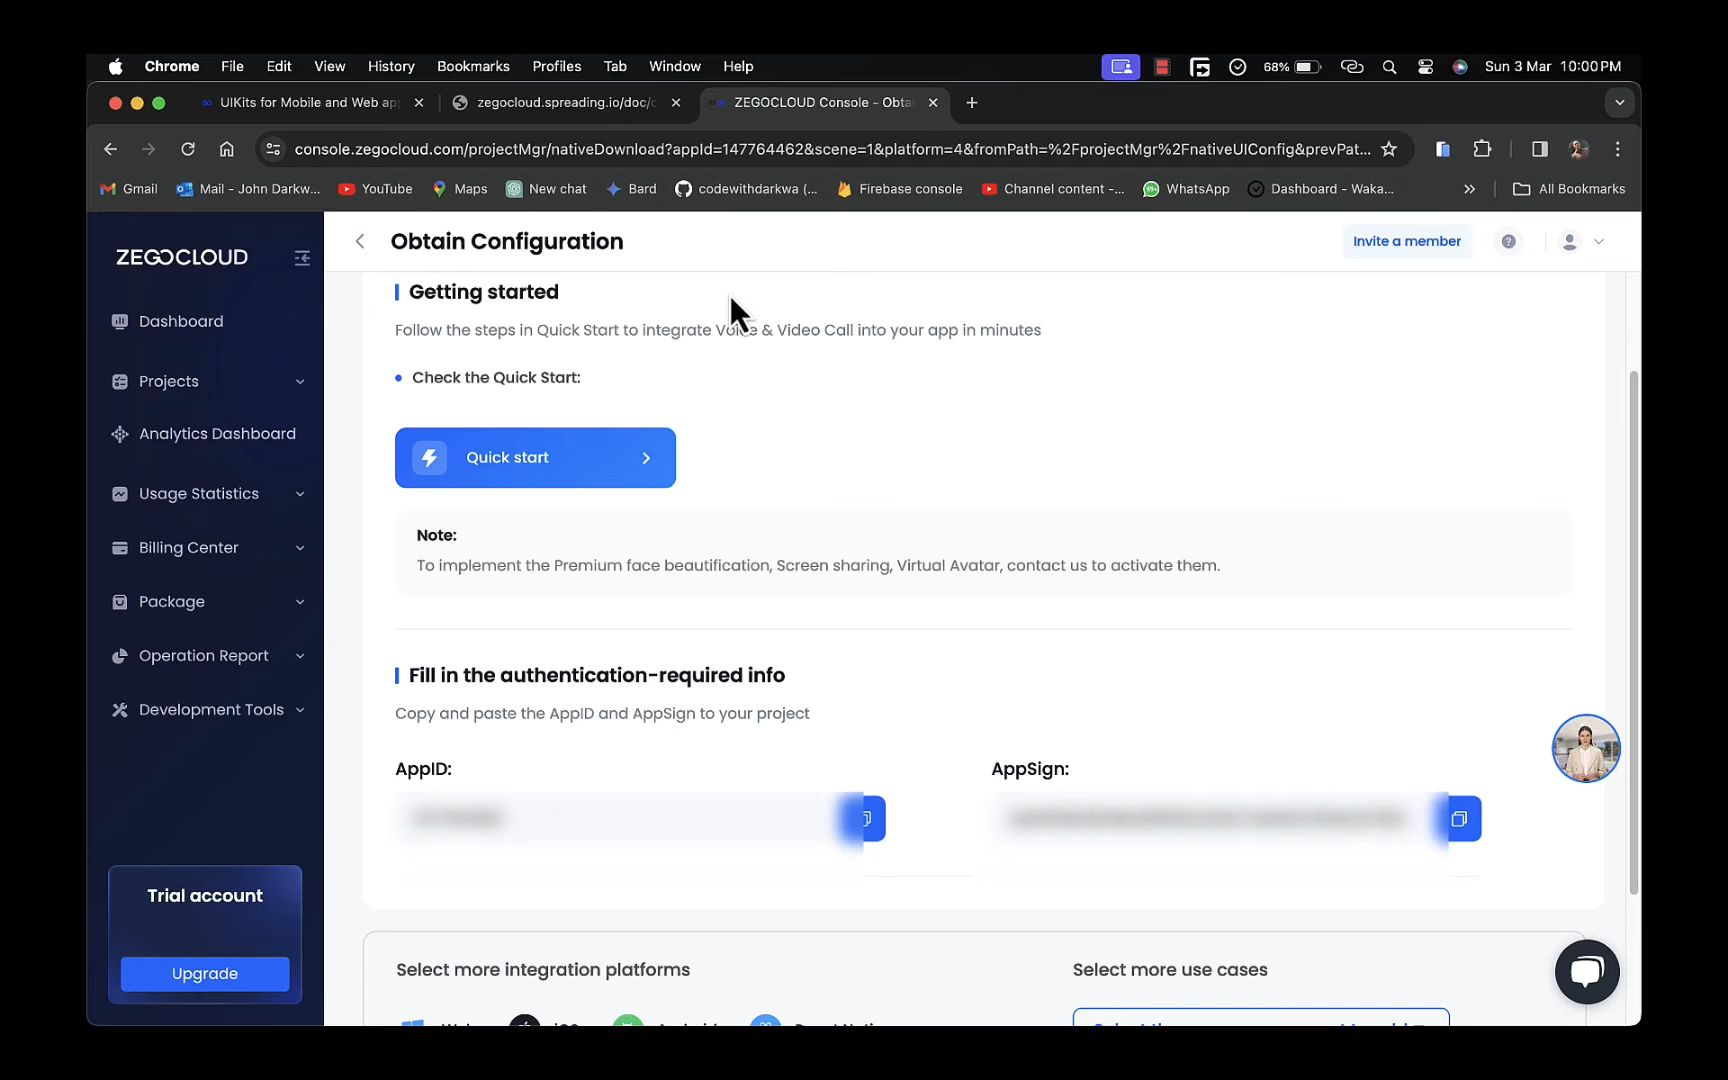 Chrome File Edit View History Bookmarks Profiles Tab Window Help 68% Sun 3 Mar 10:00 PM
UIKits for Mobile and Web ap zegocloud.spreading.io/doc/ ZEGOCLOUD Console - Obtai
console.zegocloud.com/projectMgr/nativeDownload?appId=147764462&scene=1&platform=4&fromPath=%2FprojectMgr%2FnativeUIConfig&prevPat...
Gmail Mail - John Darkw... YouTube Maps New chat Bard codewithdarkwa (... Firebase console Channel content -... 99+ WhatsApp Dashboard - Waka... All Bookmarks
ZEGOCLOUD
Obtain Configuration
Invite a member
Dashboard
Projects
Analytics Dashboard
Usage Statistics
Billing Center
Package
Operation Report
Development Tools
Trial account
Upgrade
Getting started
Follow the steps in Quick Start to integrate Voice & Video Call into your app in minutes
Check the Quick Start:
Quick start
Note:
To implement the Premium face beautification, Screen sharing, Virtual Avatar, contact us to activate them.
Fill in the authentication-required info
Copy and paste the AppID and AppSign to your project
AppID: AppSign:
Select more integration platforms Select more use cases